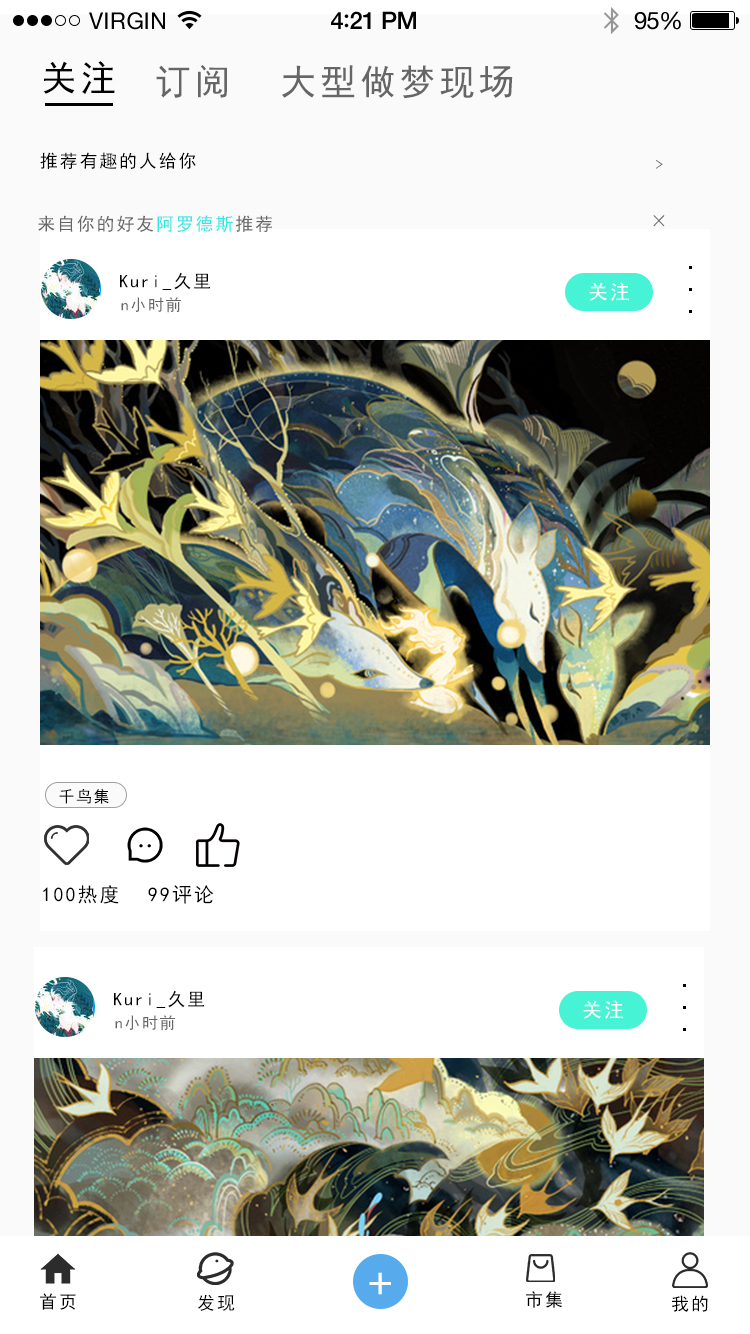 VIRGIN 4:21 PM 95%
关注 订阅 大型做梦现场
推荐有趣的人给你 >
来自你的好友阿罗德斯推荐
Kuri_久里
关注
n小时前
千鸟集
100热度 99评论
Kuri_久里
关注
n小时前
首页 发现 市集 我的